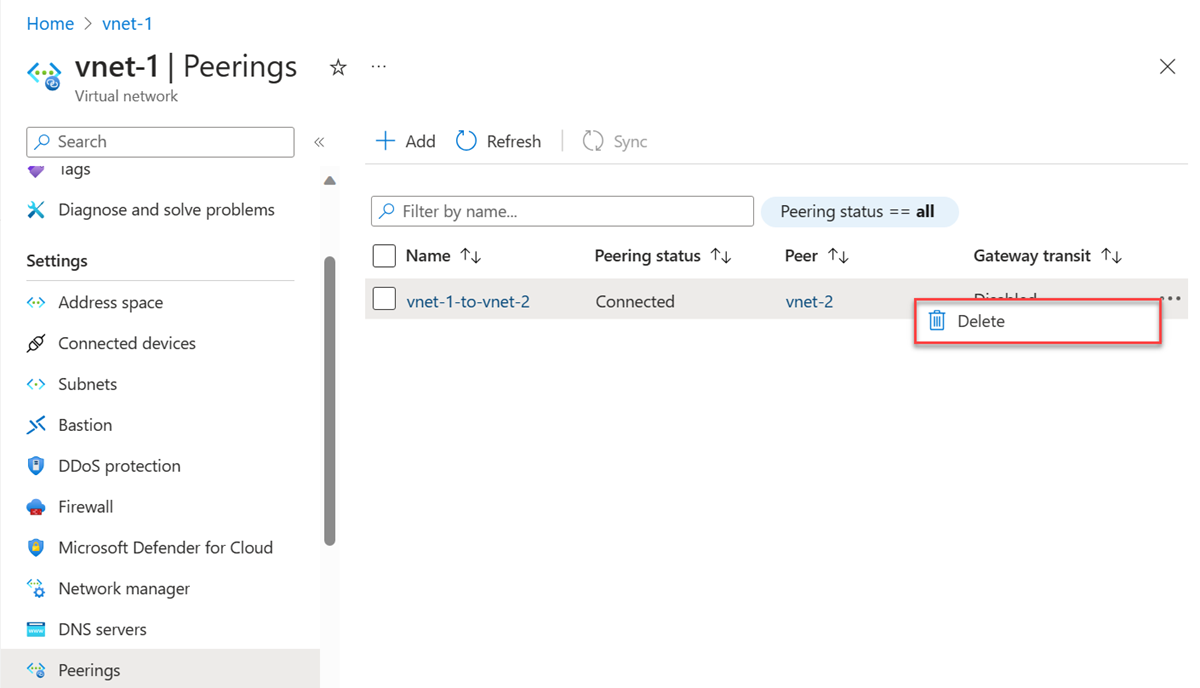 Home > vnet-1
vnet-1 | Peerings
Virtual network
Search
«
Add
Refresh
Sync
Tags
Diagnose and solve problems
Filter by name...
Peering status == all
Settings
Name
Peering status
Peer
Gateway transit
Address space
vnet-1-to-vnet-2
Connected
vnet-2
Disabled
Delete
Connected devices
Subnets
Bastion
DDoS protection
Firewall
Microsoft Defender for Cloud
Network manager
DNS servers
Peerings